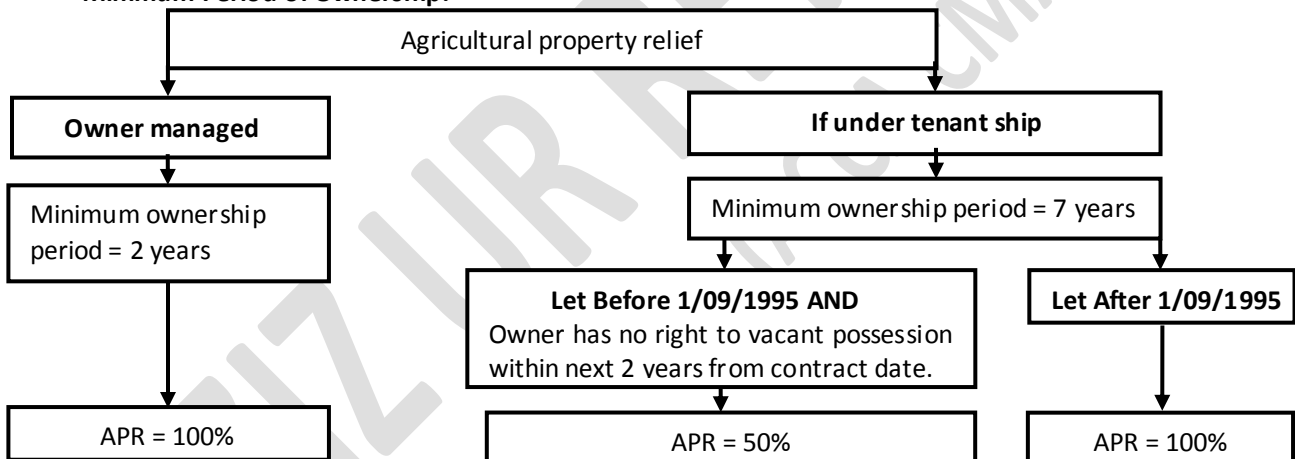 Agricultural property relief
Owner managed
If under tenant ship
Minimum ownership
period = 2 years
Minimum ownership period = 7 years
Let Before 1/09/1995 AND
Owner has no right to vacant possession
within next 2 years from contract date.
Let After 1/09/1995
APR = 100%
APR = 50%
APR = 100%